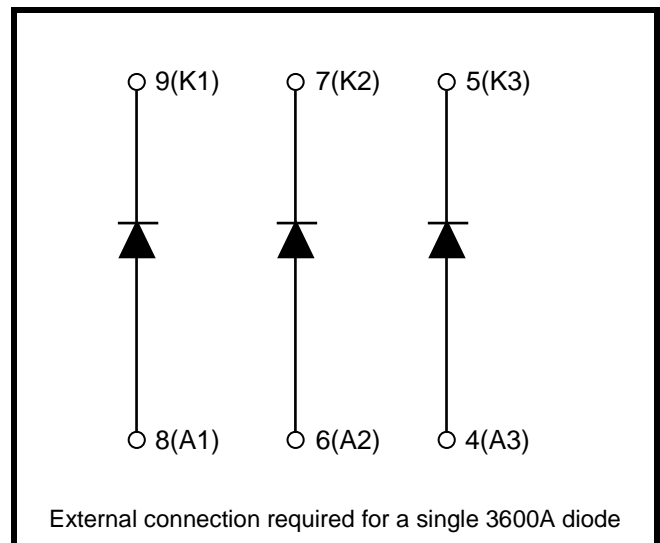 9(K1) 7(K2) 5(K3)
8(A1) 6(A2) 4(A3)
External connection required for a single 3600A diode